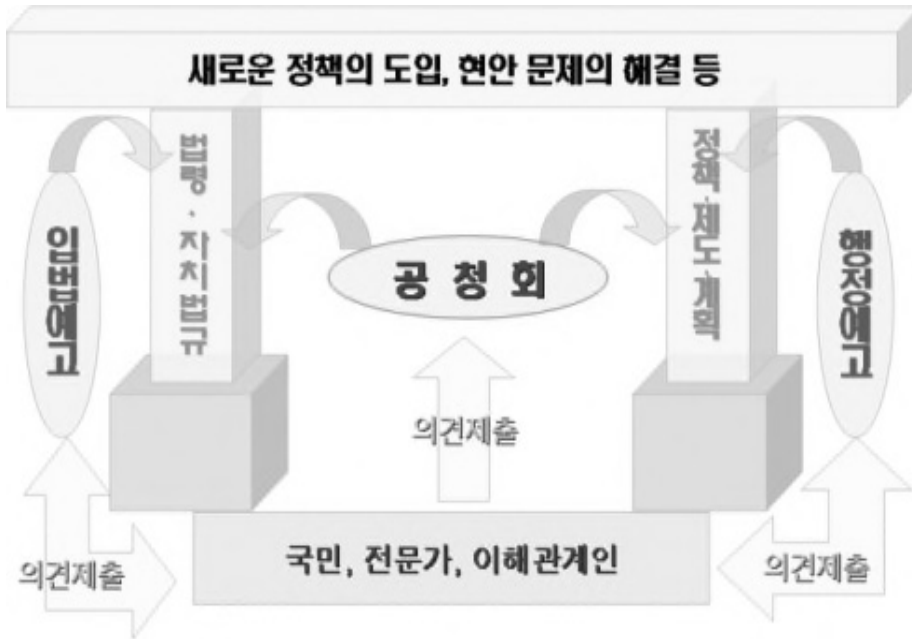 새로운 정책의 도입, 현안 문제의 해결 등
법령·자치법규
정책·제도·계획
입법예고
공 청 회
행정예고
의견제출
의견제출
의견제출
국민, 전문가, 이해관계인